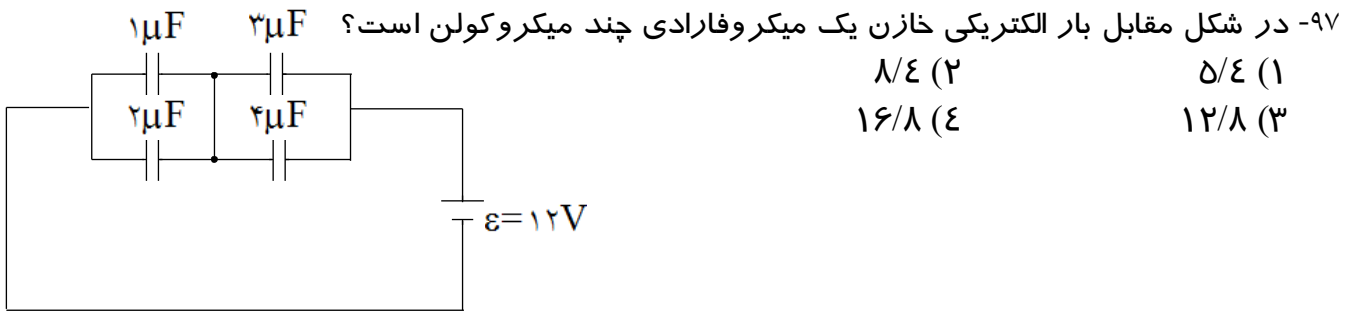 ۹۷- در شکل مقابل بار الکتریکی خازن یک میکروفارادی چند میکروکولن است؟
۱) ۵/٤ ۲) ۸/٤
۳) ۱۲/۸ ٤) ۱۶/۸
۱μF ۳μF
۲μF ۴μF
ε=۱۲V